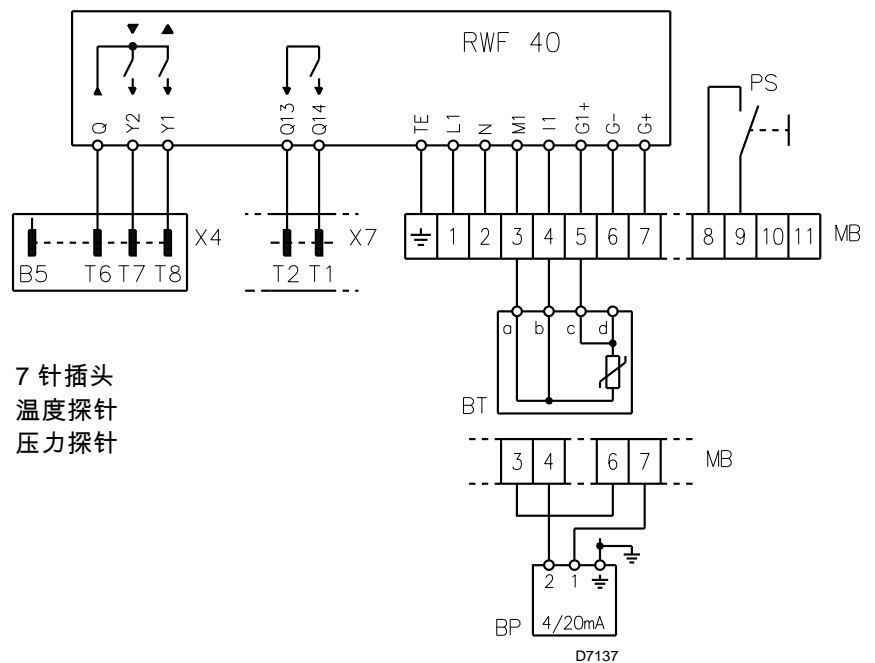 RWF 40
Q Y2 Y1 Q13 Q14 TE L1 N M1 I1 G1+ G- G+
PS
B5 T6 T7 T8 X4
T2 T1 X7
1 2 3 4 5 6 7 8 9 10 11 MB
a b c d
BT
7 针插头
温度探针
压力探针
3 4 6 7 MB
2 1
BP 4/20mA
D7137